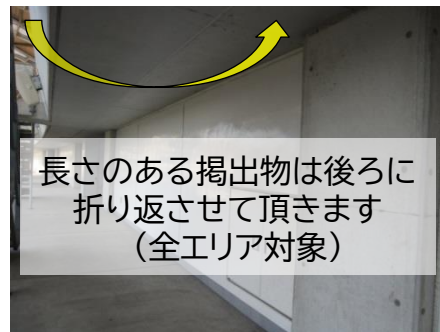 長さのある掲出物は後ろに
折り返させて頂きます
（全エリア対象）